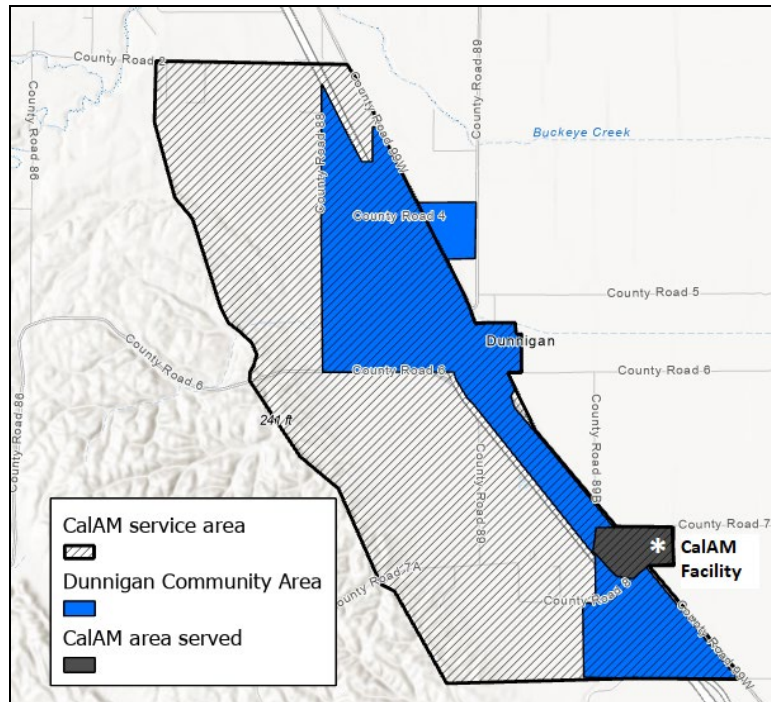 County Road 2
County Road 86
County Road 88
County Road 99W
County Road 89
Buckeye Creek
County Road 4
County Road 5
Dunnigan
County Road 6
County Road 6
County Road 6
241 ft
County Road 86
County Road 89
County Road 89B
County Road 7
*
CalAM
Facility
County Road 7A
County Road 8
County Road 99W
CalAM service area
Dunnigan Community Area
CalAM area served